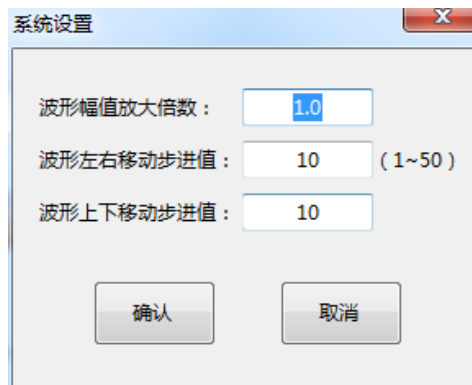 系统设置
波形幅值放大倍数： 1.0
波形左右移动步进值： 10 （1~50）
波形上下移动步进值： 10
确认 取消